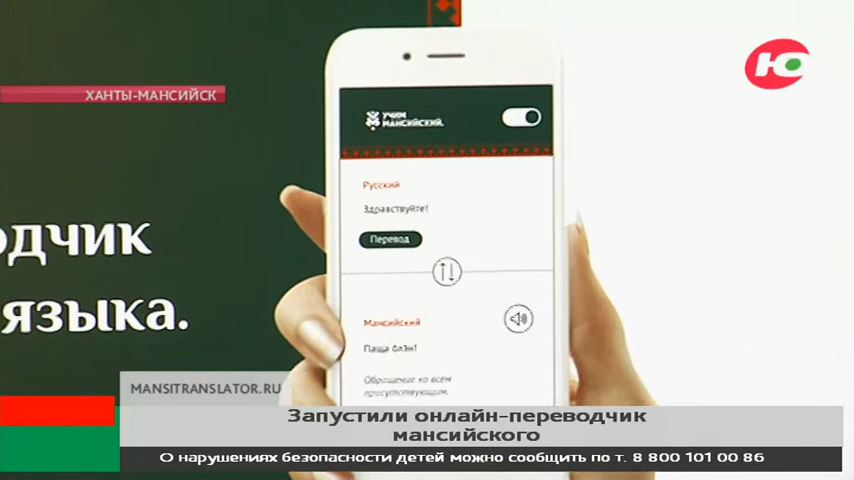 Ю
ХАНТЫ-МАНСИЙСК
УЧИМ
МАНСИЙСКИЙ.
Русский
Здравствуйте!
Перевод
одчик
языка.
Мансийский
Паща о̄лэн!
Обращение ко всем
присутствующим.
MANSITRANSLATOR.RU
Запустили онлайн-переводчик
мансийского
О нарушениях безопасности детей можно сообщить по т. 8 800 101 00 86